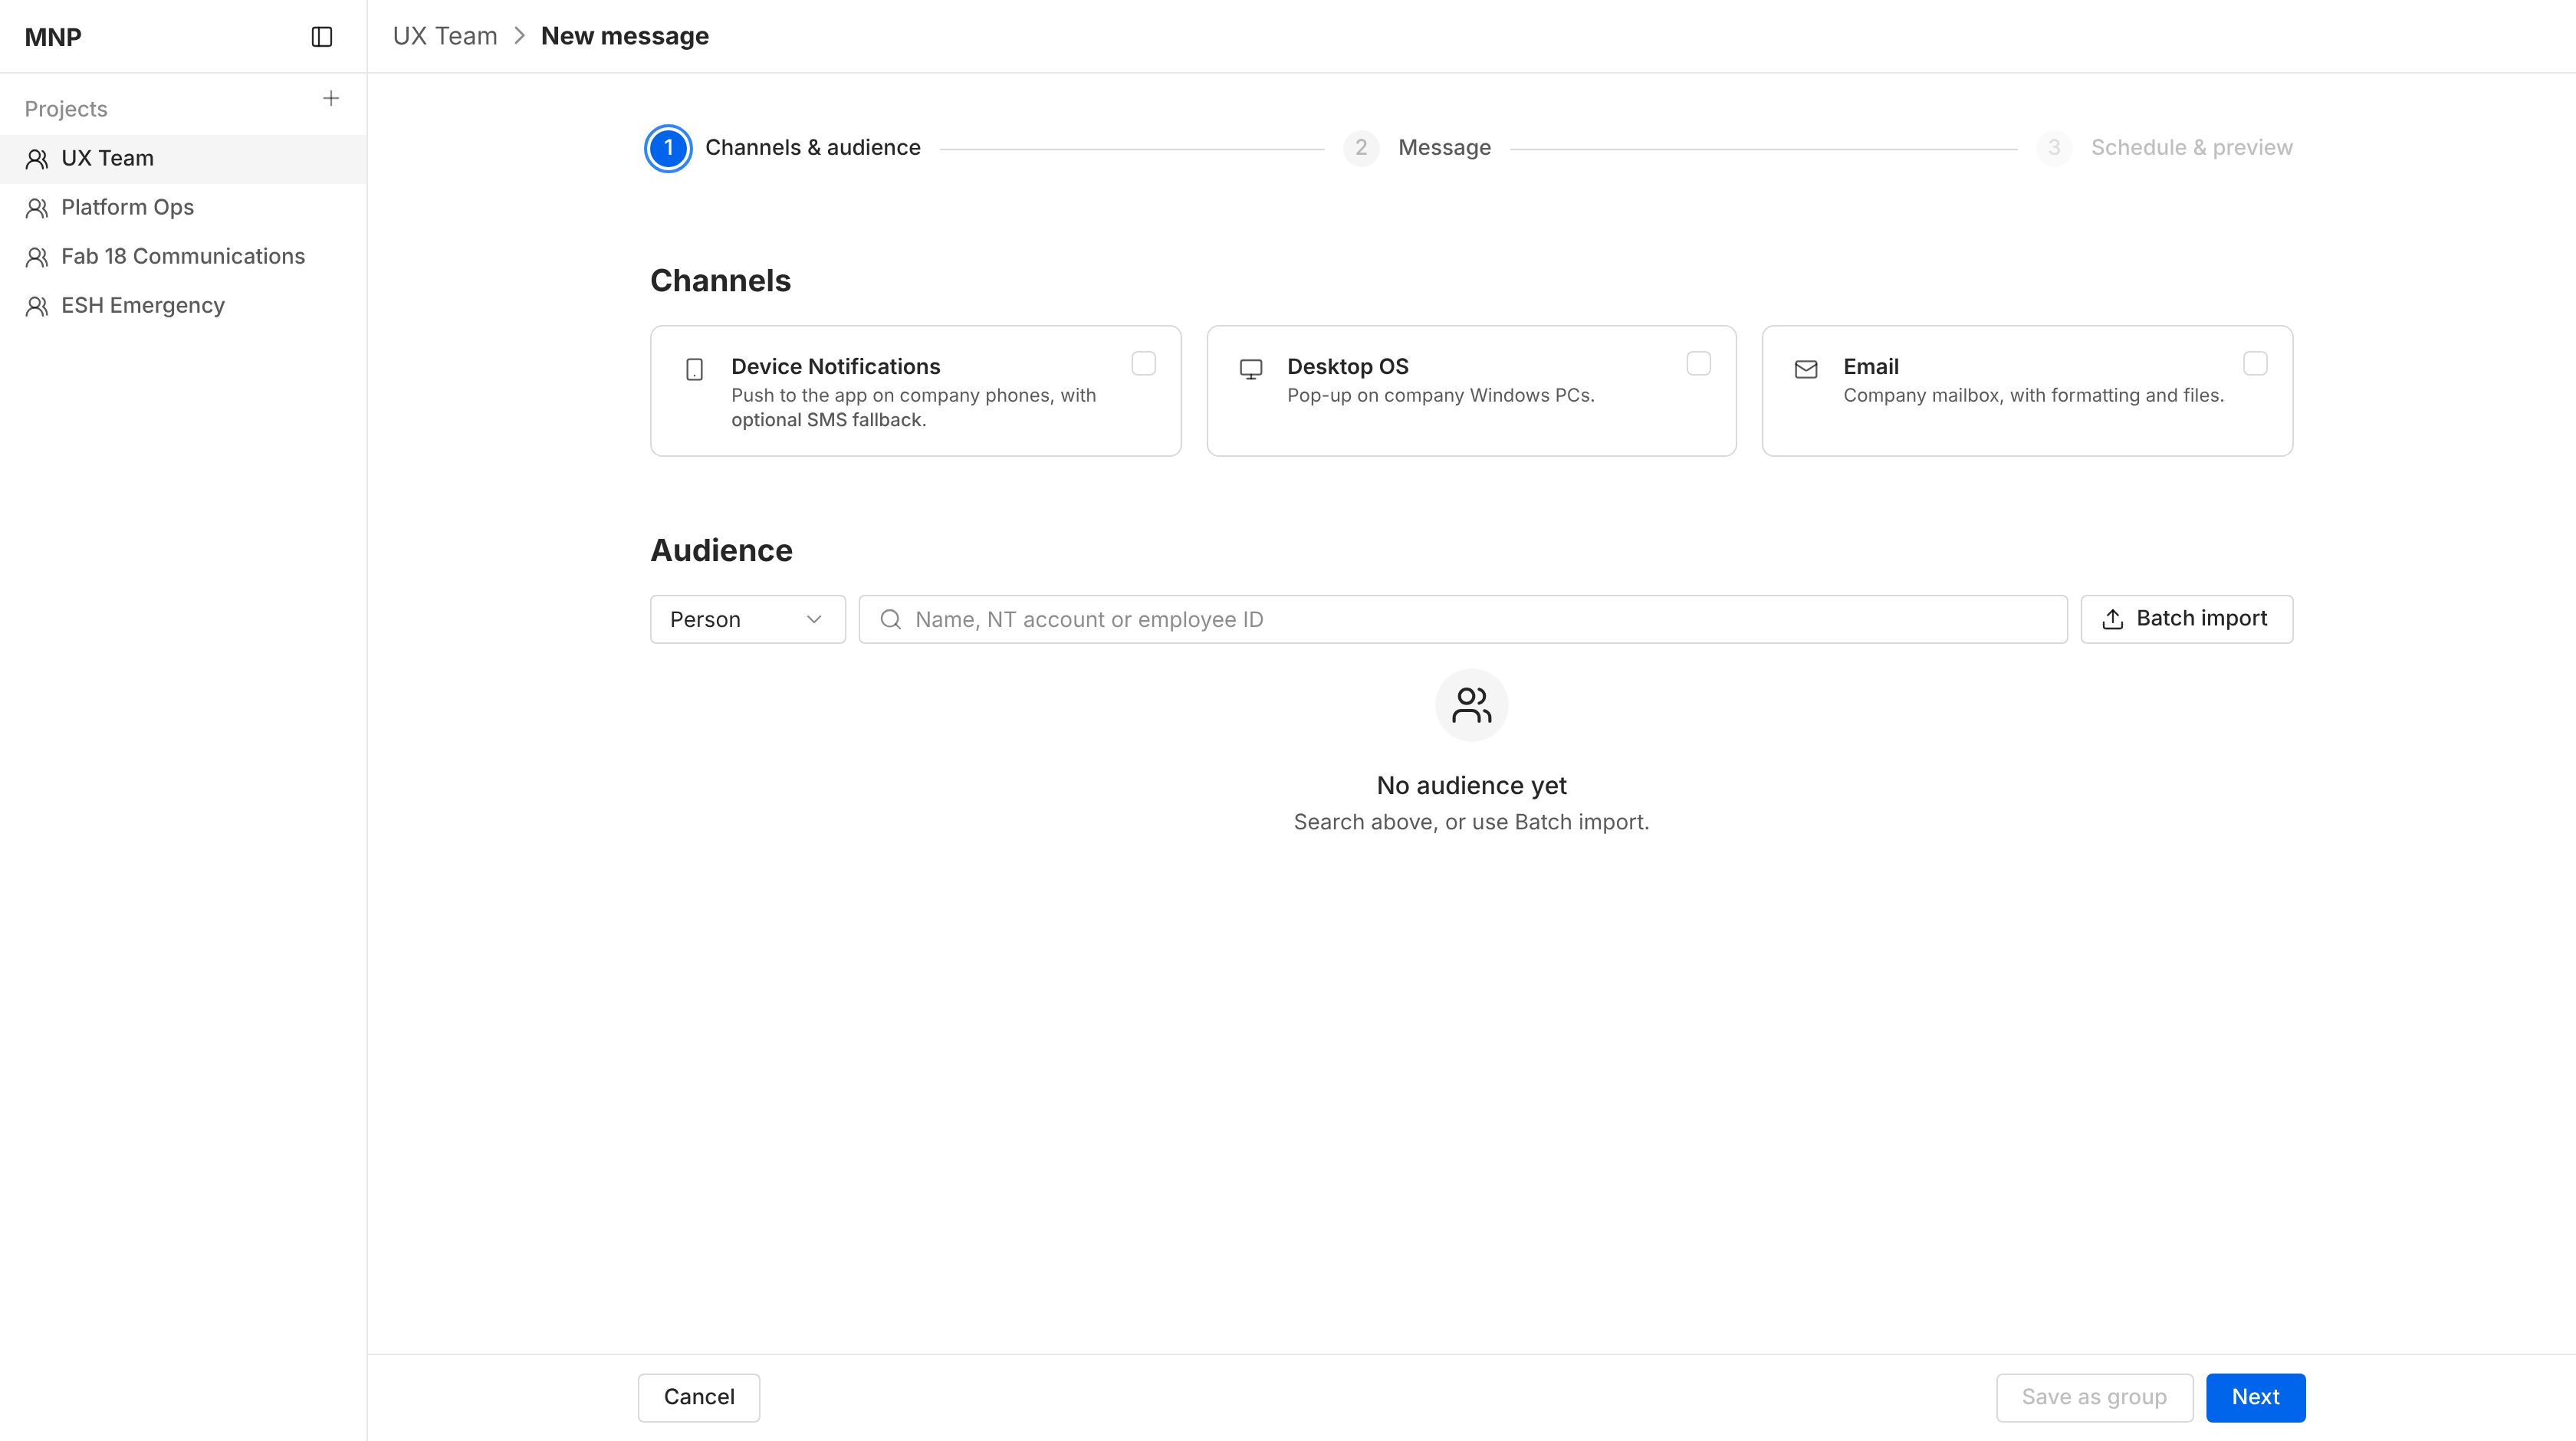 MNP
UX Team
New message
Projects
UX Team
Platform Ops
Fab 18 Communications
ESH Emergency
1
Channels & audience
2
Message
3
Schedule & preview
Channels
Device Notifications
Push to the app on company phones, with
optional SMS fallback.
Desktop OS
Pop-up on company Windows PCs.
Email
Company mailbox, with formatting and files.
Audience
Person
Name, NT account or employee ID
Batch import
No audience yet
Search above, or use Batch import.
Cancel
Save as group
Next